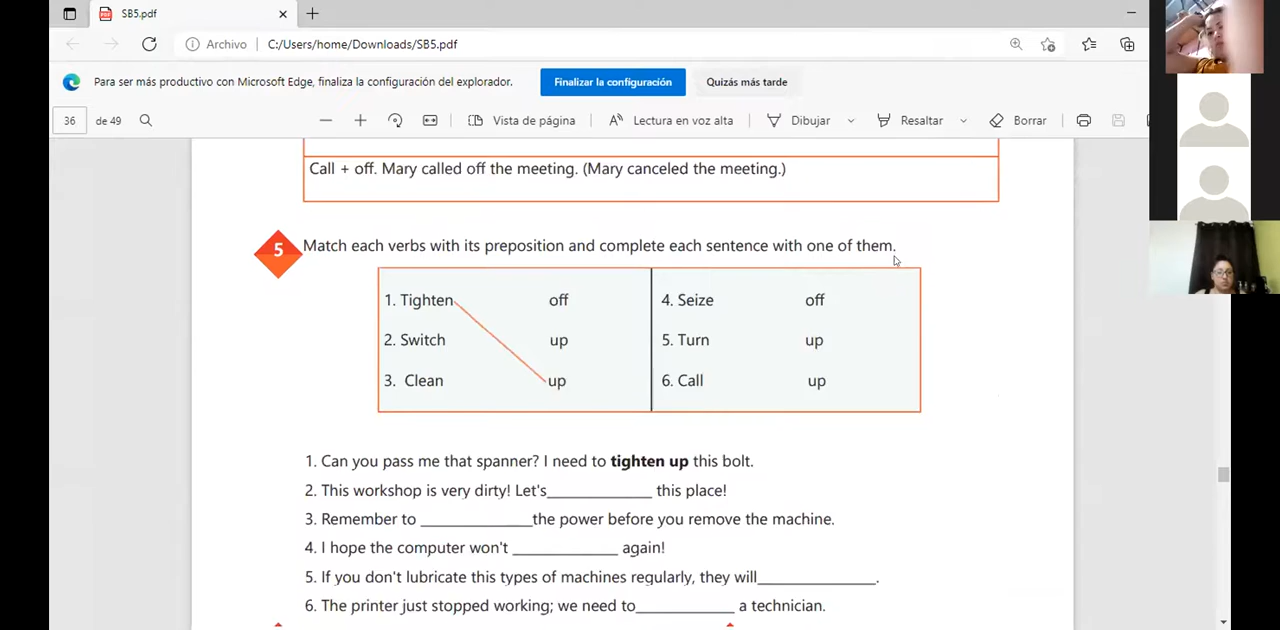 SB5.pdf
Archivo C:/Users/home/Downloads/SB5.pdf
Para ser más productivo con Microsoft Edge, finaliza la configuración del explorador. Finalizar la configuración Quizás más tarde
36 de 49 Vista de página Lectura en voz alta Dibujar Resaltar Borrar
Call + off. Mary called off the meeting. (Mary canceled the meeting.)
5 Match each verbs with its preposition and complete each sentence with one of them.
1. Tighten off 4. Seize off
2. Switch up 5. Turn up
3. Clean up 6. Call up
1. Can you pass me that spanner? I need to tighten up this bolt.
2. This workshop is very dirty! Let's_____________ this place!
3. Remember to ______________the power before you remove the machine.
4. I hope the computer won't _____________ again!
5. If you don't lubricate this types of machines regularly, they will_______________.
6. The printer just stopped working; we need to____________ a technician.